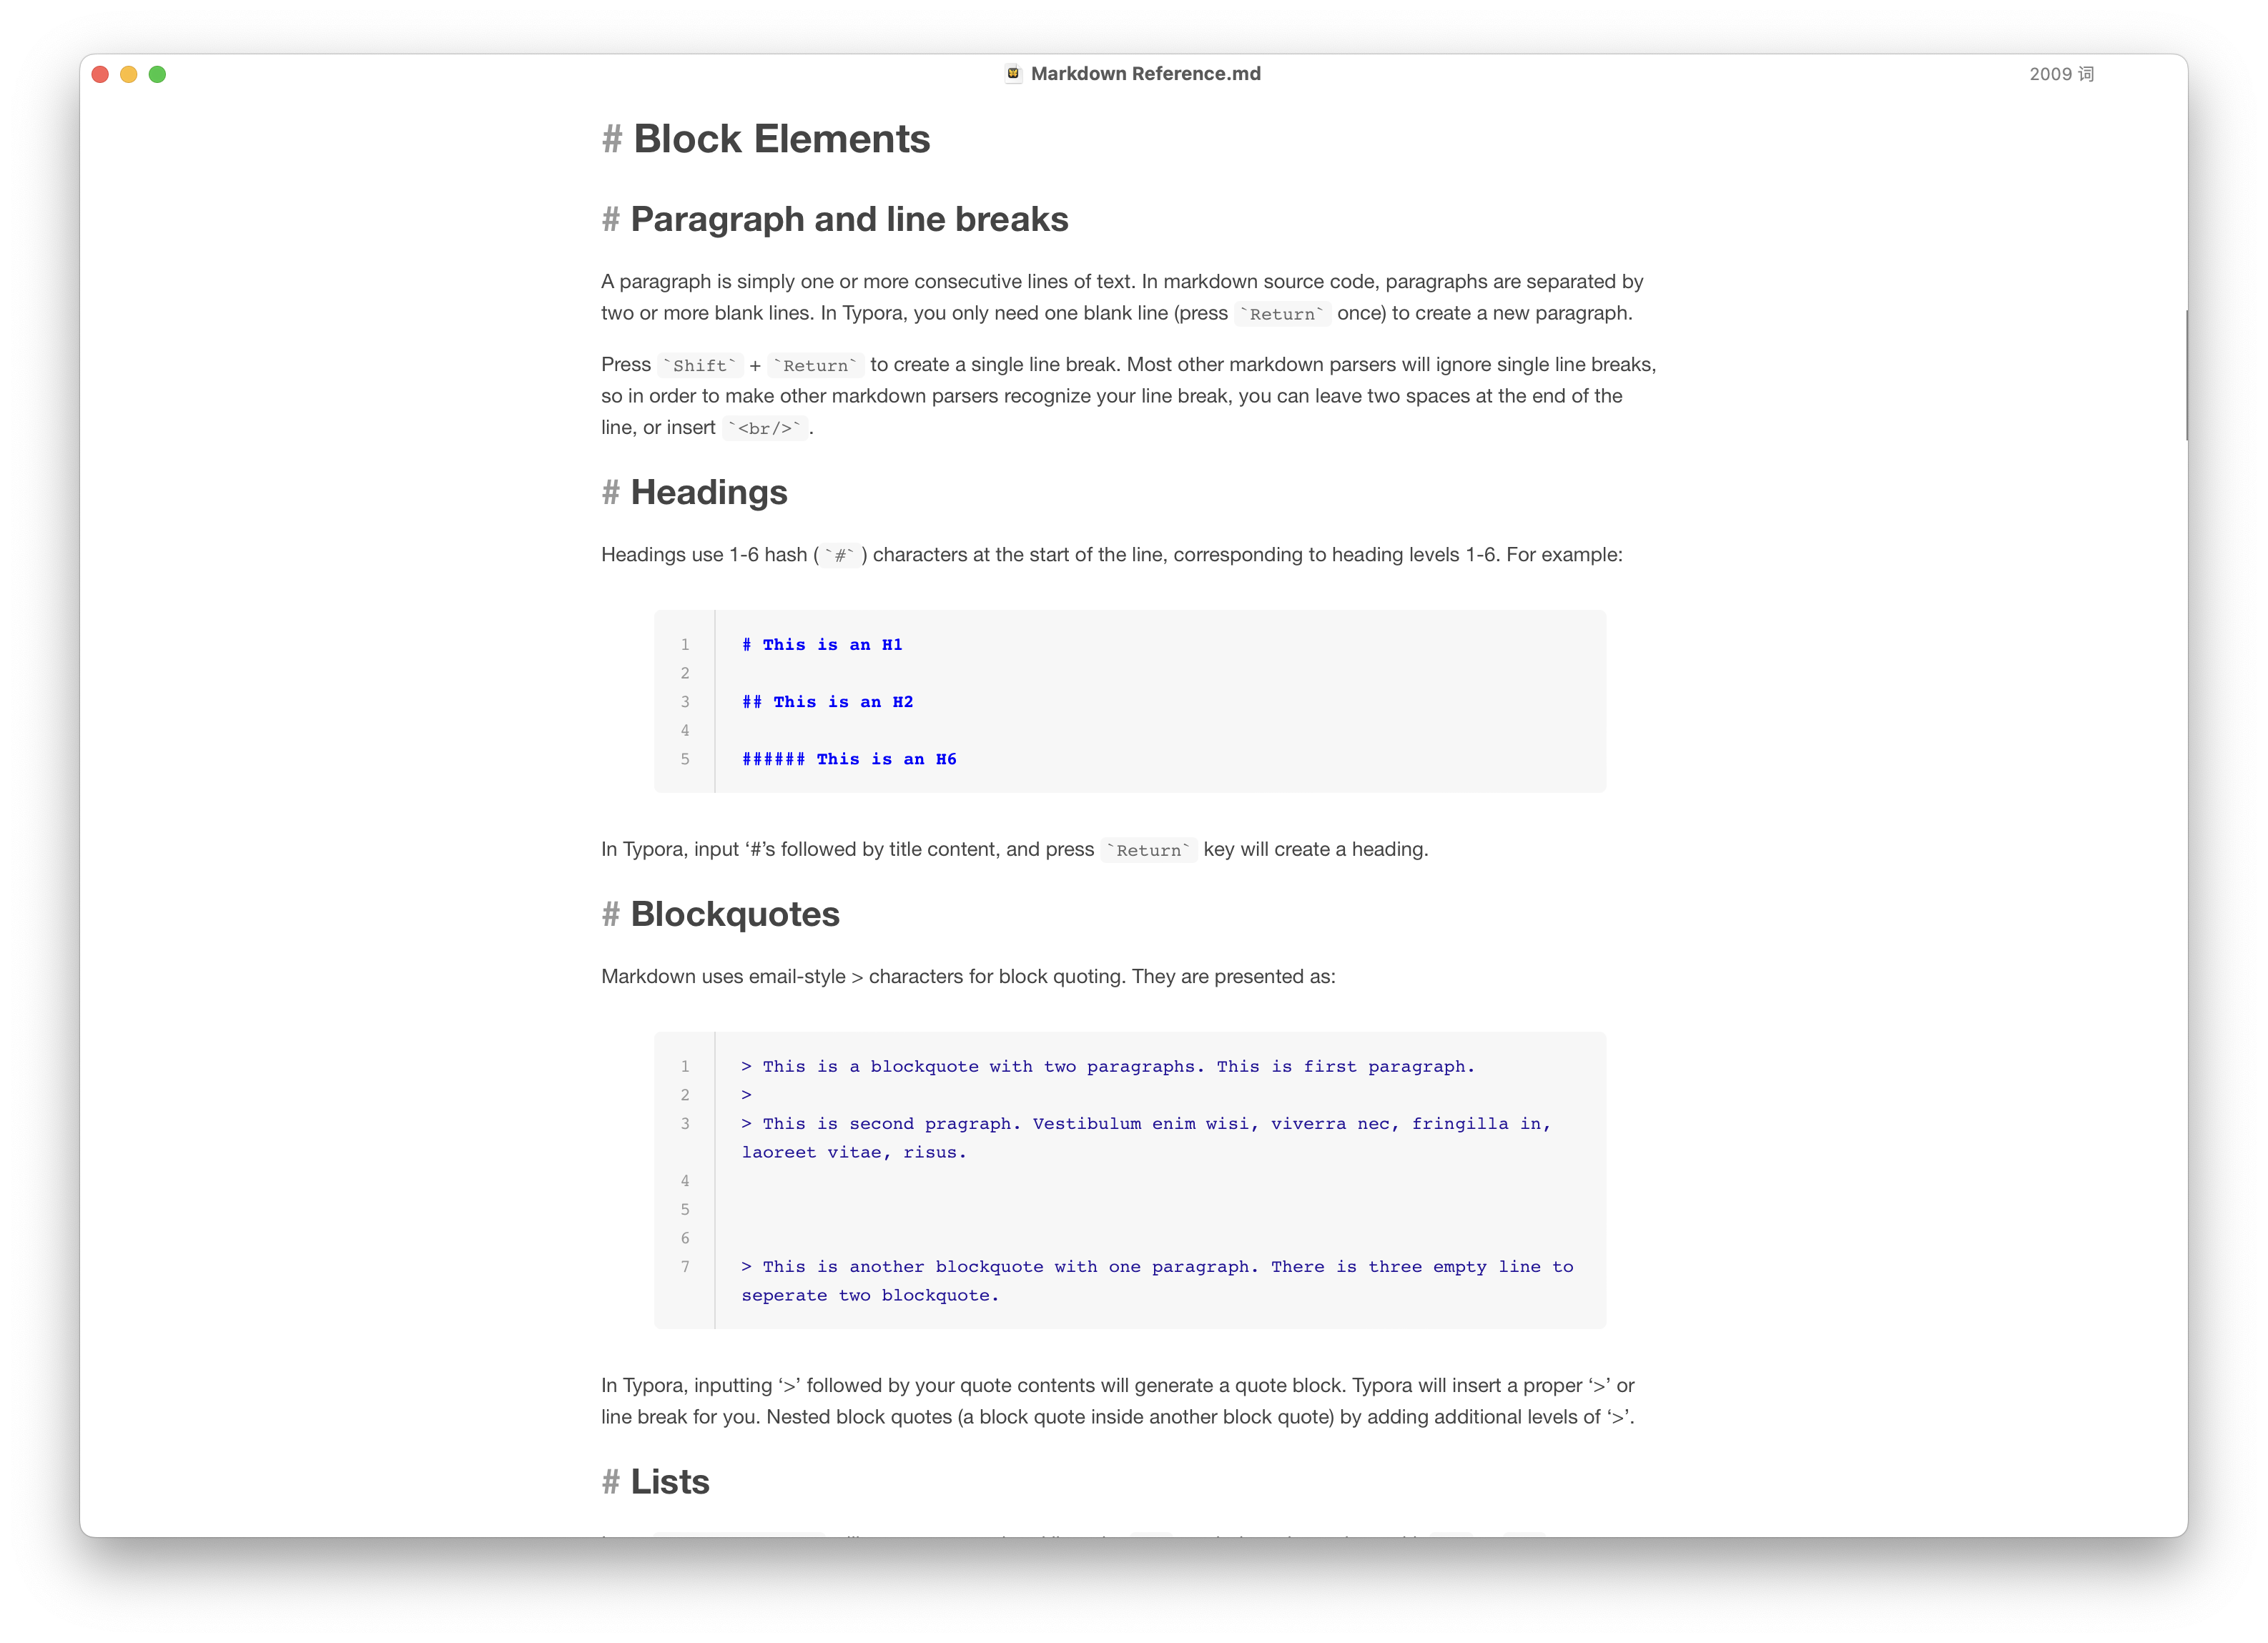 Markdown Reference.md
2009 词
# Block Elements
# Paragraph and line breaks
A paragraph is simply one or more consecutive lines of text. In markdown source code, paragraphs are separated by
two or more blank lines. In Typora, you only need one blank line (press `Return` once) to create a new paragraph.
Press `Shift` + `Return` to create a single line break. Most other markdown parsers will ignore single line breaks,
so in order to make other markdown parsers recognize your line break, you can leave two spaces at the end of the
line, or insert `<br/>`.
# Headings
Headings use 1-6 hash (`#`) characters at the start of the line, corresponding to heading levels 1-6. For example:
1 # This is an H1
2
3 ## This is an H2
4
5 ###### This is an H6
In Typora, input ‘#’s followed by title content, and press `Return` key will create a heading.
# Blockquotes
Markdown uses email-style > characters for block quoting. They are presented as:
1 > This is a blockquote with two paragraphs. This is first paragraph.
2 >
3 > This is second pragraph. Vestibulum enim wisi, viverra nec, fringilla in,
laoreet vitae, risus.
4
5
6
7 > This is another blockquote with one paragraph. There is three empty line to
seperate two blockquote.
In Typora, inputting ‘>’ followed by your quote contents will generate a quote block. Typora will insert a proper ‘>’ or
line break for you. Nested block quotes (a block quote inside another block quote) by adding additional levels of ‘>’.
# Lists